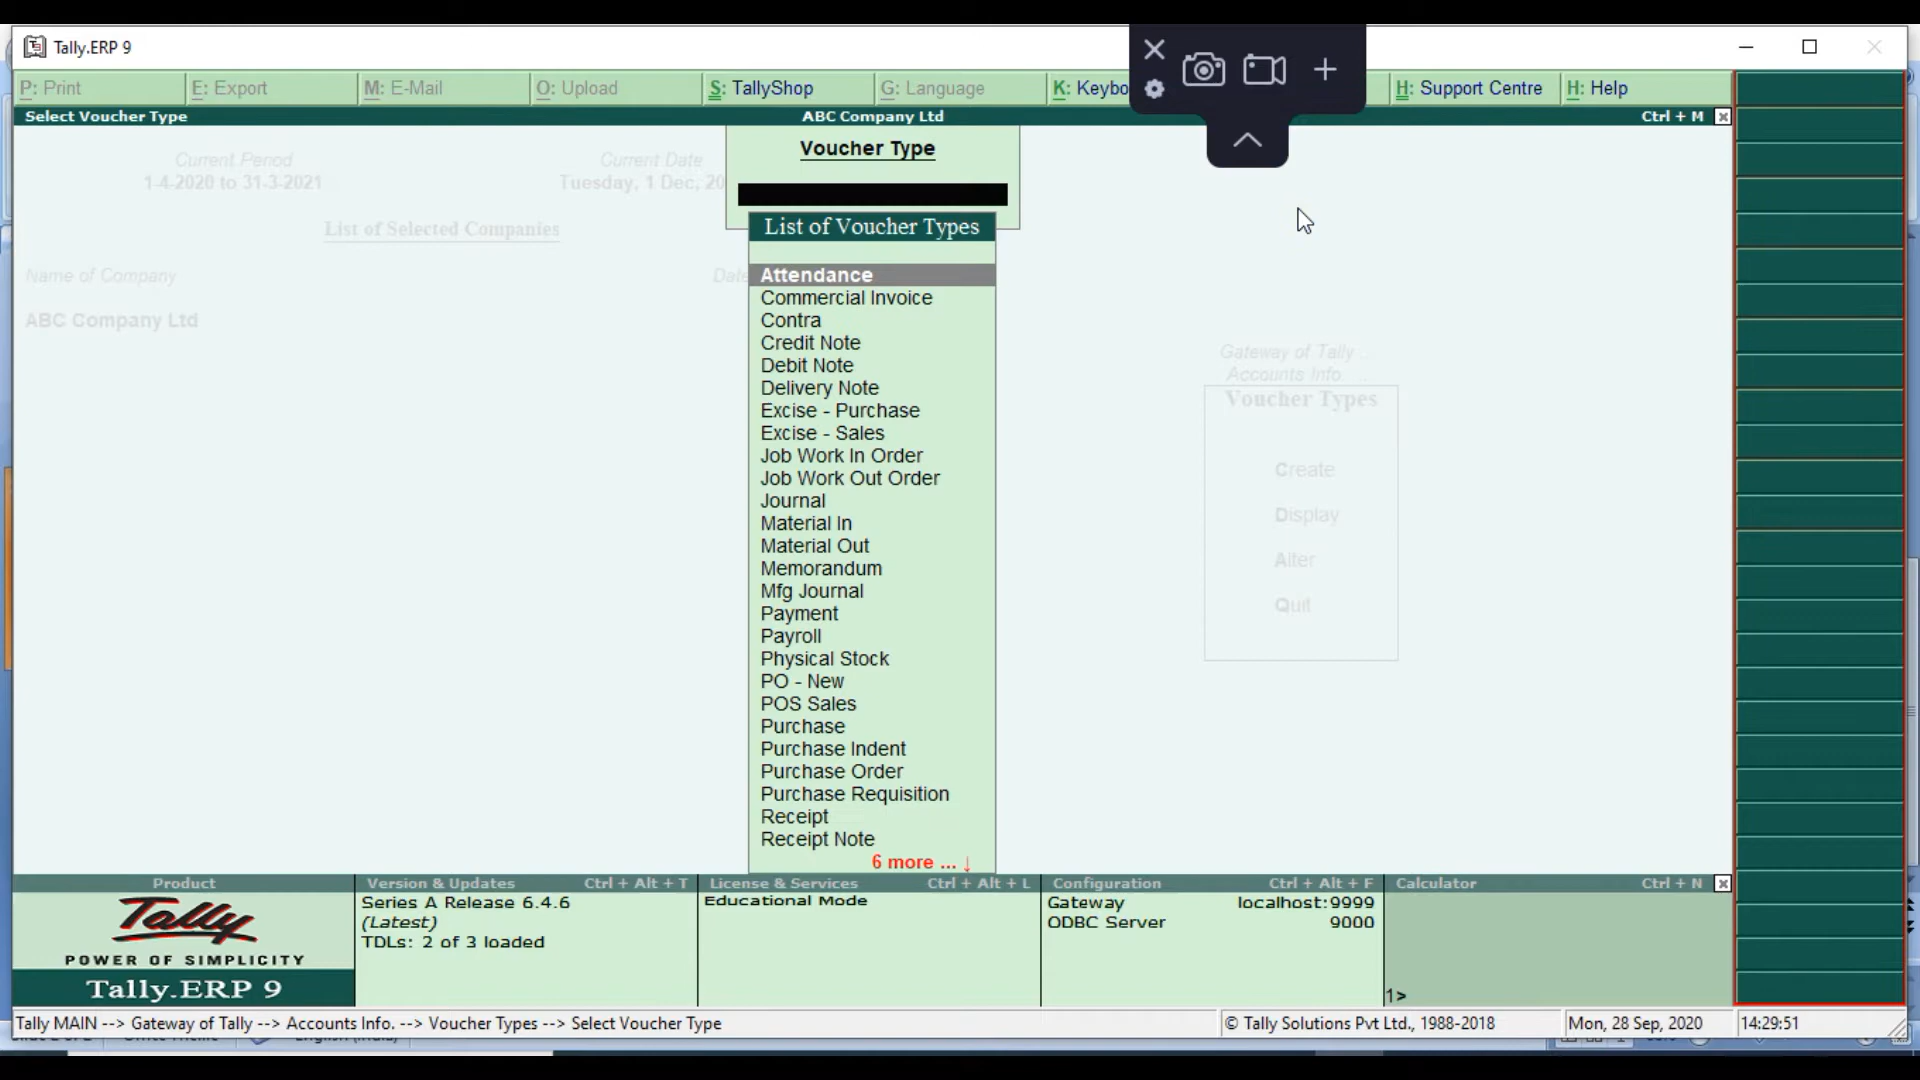 Tally.ERP 9
P: Print
E: Export
M: E-Mail
O: Upload
S: TallyShop
G: Language
K: Keybo
H: Support Centre
H: Help
Select Voucher Type
ABC Company Ltd
Ctrl + M
Current Period
1-4-2020 to 31-3-2021
Current Date
Tuesday, 1 Dec, 20
List of Selected Companies
Name of Company
Date
ABC Company Ltd
Voucher Type
List of Voucher Types
Attendance
Commercial Invoice
Contra
Credit Note
Debit Note
Delivery Note
Excise - Purchase
Excise - Sales
Job Work In Order
Job Work Out Order
Journal
Material In
Material Out
Memorandum
Mfg Journal
Payment
Payroll
Physical Stock
PO - New
POS Sales
Purchase
Purchase Indent
Purchase Order
Purchase Requisition
Receipt
Receipt Note
6 more ... ↓
Gateway of Tally ...
Accounts Info. ...
Voucher Types
Create
Display
Alter
Quit
Product
Tally
POWER OF SIMPLICITY
Tally.ERP 9
Version & Updates Ctrl + Alt + T
Series A Release 6.4.6
(Latest)
TDLs: 2 of 3 loaded
License & Services Ctrl + Alt + L
Educational Mode
Configuration Ctrl + Alt + F
Gateway localhost:9999
ODBC Server 9000
Calculator Ctrl + N
1>
Tally MAIN --> Gateway of Tally --> Accounts Info. --> Voucher Types --> Select Voucher Type
© Tally Solutions Pvt Ltd., 1988-2018
Mon, 28 Sep, 2020
14:29:51